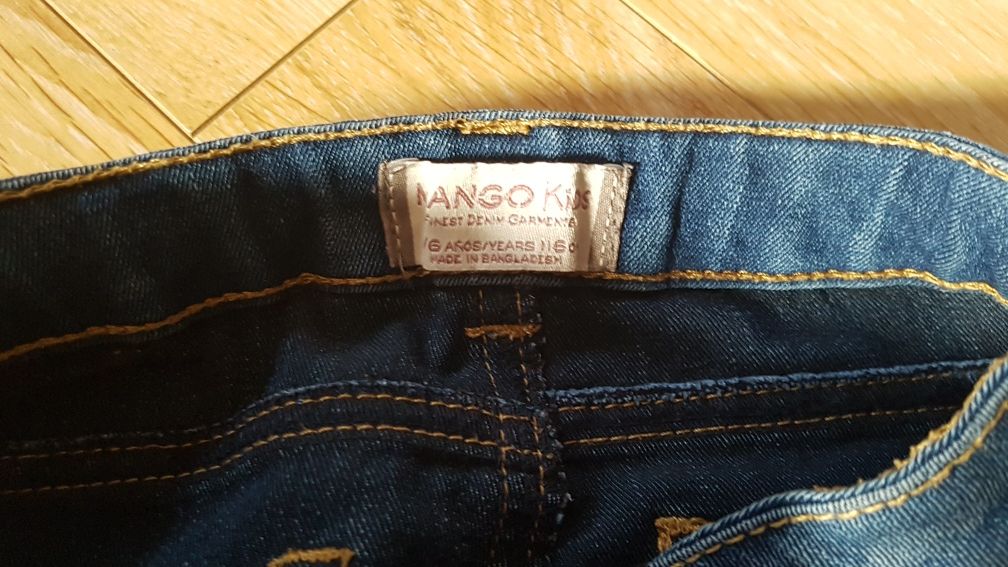 MANGO KIDS
FINEST DENIM GARMENTS
/6 AÑOS/YEARS 116 C
MADE IN BANGLADESH